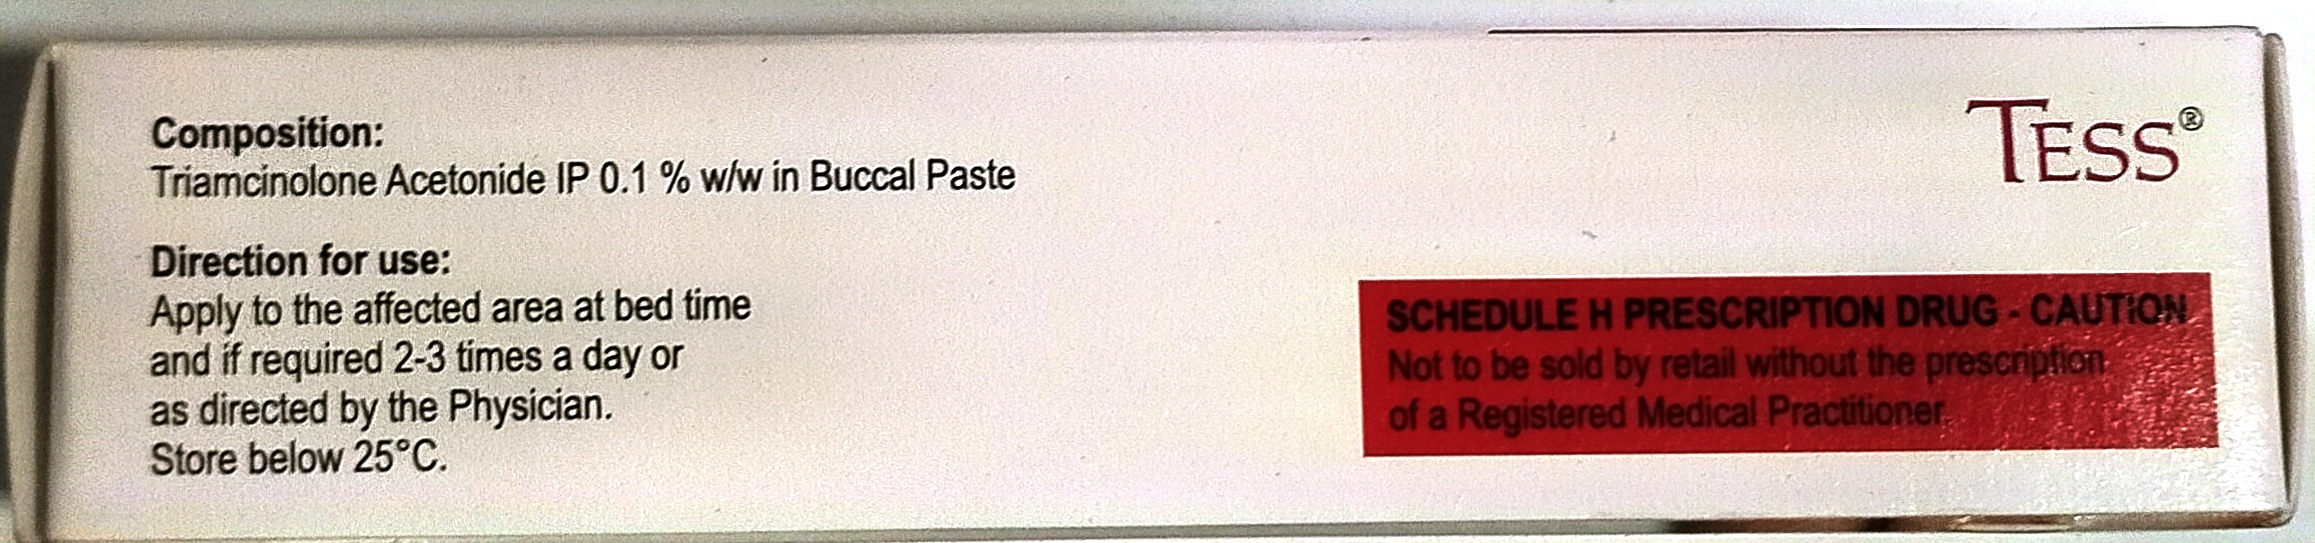 Composition:
Triamcinolone Acetonide IP 0.1 % w/w in Buccal Paste
Direction for use:
Apply to the affected area at bed time
and if required 2-3 times a day or
as directed by the Physician.
Store below 25°C.
TESS®
SCHEDULE H PRESCRIPTION DRUG - CAUTION
Not to be sold by retail without the prescription
of a Registered Medical Practitioner.